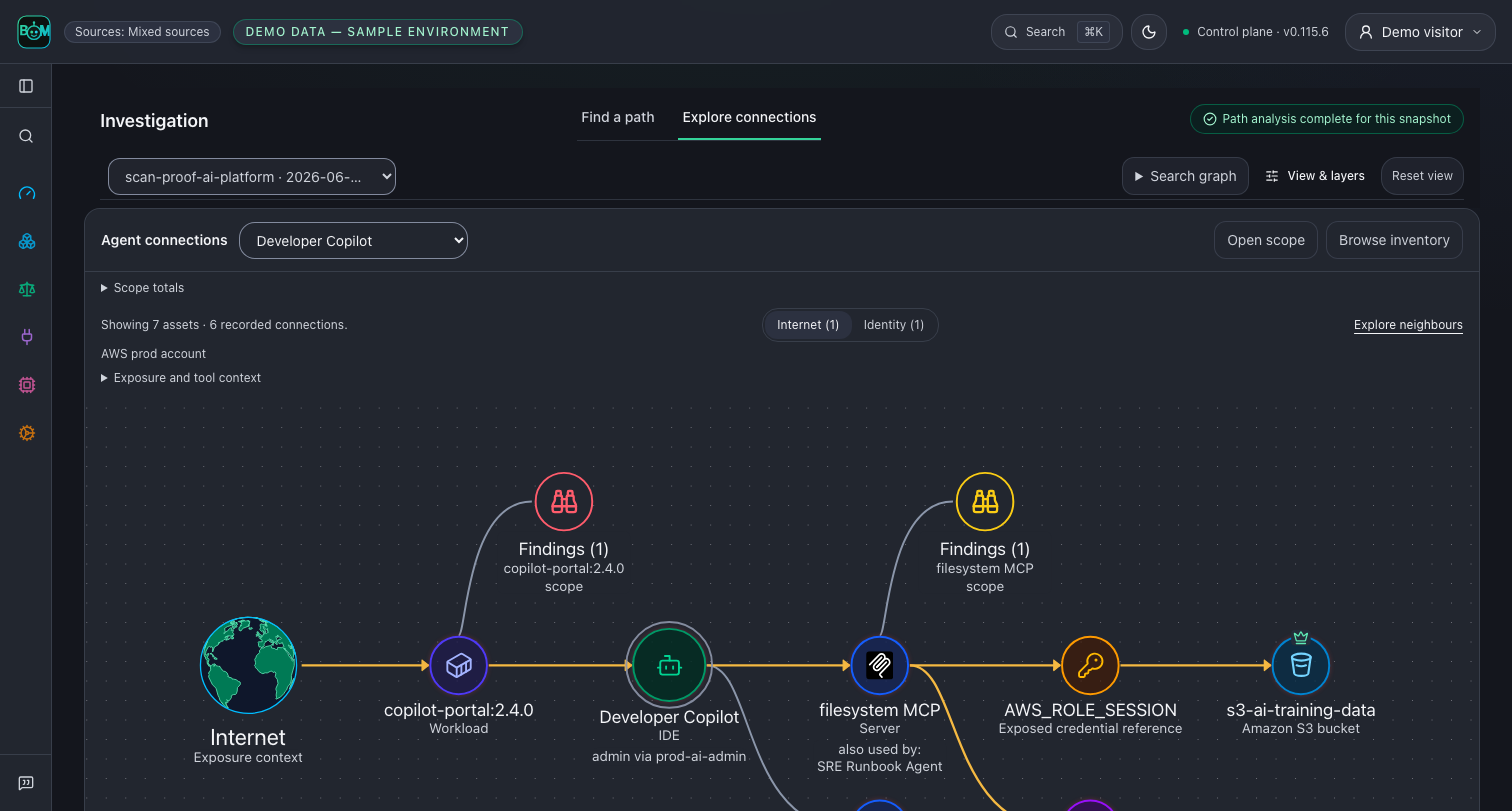 BOM
Sources: Mixed sources
DEMO DATA — SAMPLE ENVIRONMENT
Search ⌘K
Control plane · v0.115.6
Demo visitor
Investigation
Find a path
Explore connections
Path analysis complete for this snapshot
scan-proof-ai-platform · 2026-06-...
Search graph
View & layers
Reset view
Agent connections
Developer Copilot
Open scope
Browse inventory
Scope totals
Showing 7 assets · 6 recorded connections.
Internet (1)
Identity (1)
Explore neighbours
AWS prod account
Exposure and tool context
Findings (1)
copilot-portal:2.4.0
scope
Findings (1)
filesystem MCP
scope
Internet
Exposure context
copilot-portal:2.4.0
Workload
Developer Copilot
IDE
admin via prod-ai-admin
filesystem MCP
Server
also used by:
SRE Runbook Agent
AWS_ROLE_SESSION
Exposed credential reference
s3-ai-training-data
Amazon S3 bucket